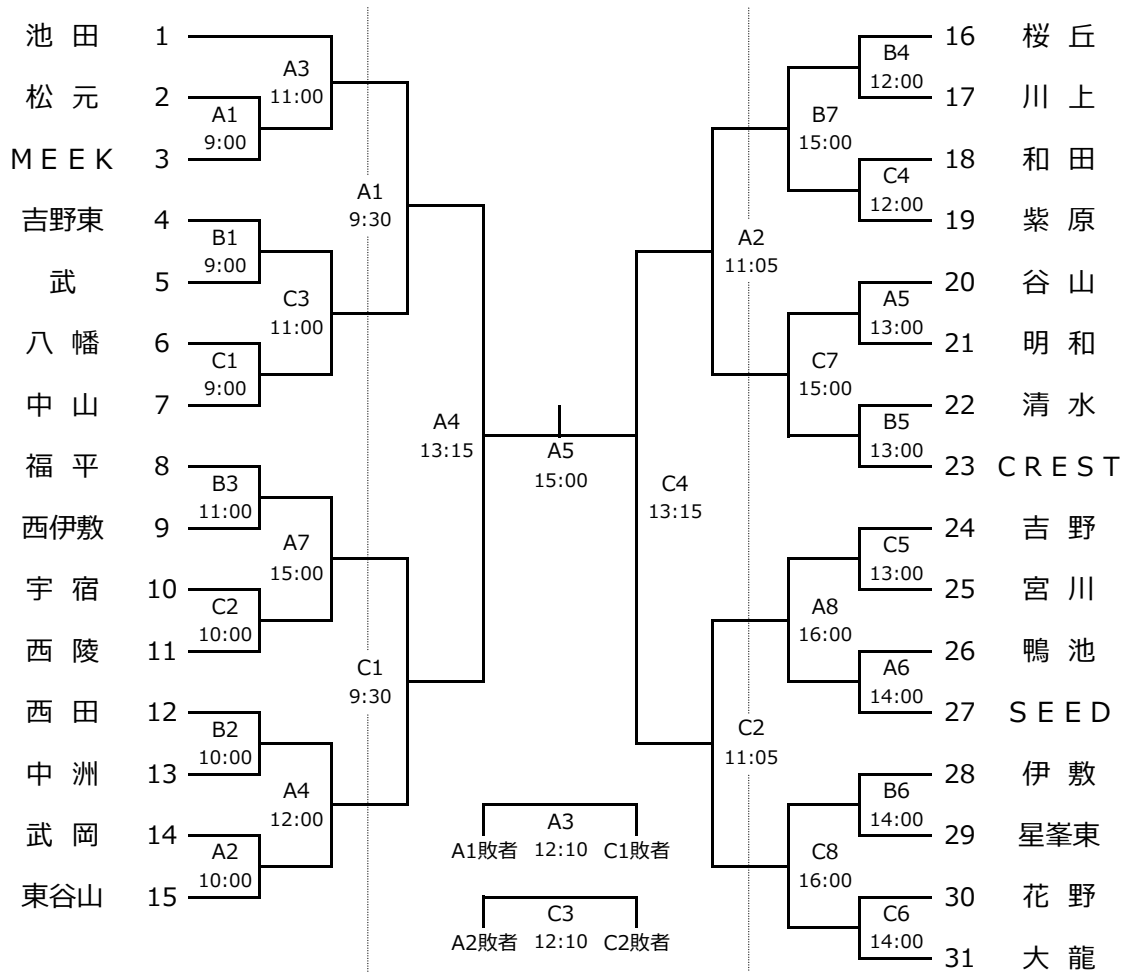 池田 1
A3
11:00
松元 2
A1
9:00
MEEK 3
A1
9:30
吉野東 4
B1
9:00
武 5
C3
11:00
八幡 6
C1
9:00
中山 7
A4
13:15
福平 8
B3
11:00
西伊敷 9
A7
15:00
宇宿 10
C2
10:00
西陵 11
C1
9:30
西田 12
B2
10:00
中洲 13
A4
12:00
武岡 14
A2
10:00
東谷山 15
A5
15:00
16 桜丘
B4
12:00
17 川上
B7
15:00
18 和田
C4
12:00
19 紫原
A2
11:05
20 谷山
A5
13:00
21 明和
C7
15:00
22 清水
B5
13:00
23 CREST
C4
13:15
24 吉野
C5
13:00
25 宮川
A8
16:00
26 鴨池
A6
14:00
27 SEED
C2
11:05
28 伊敷
B6
14:00
29 星峯東
C8
16:00
30 花野
C6
14:00
31 大龍
A3
A1敗者 12:10 C1敗者
C3
A2敗者 12:10 C2敗者